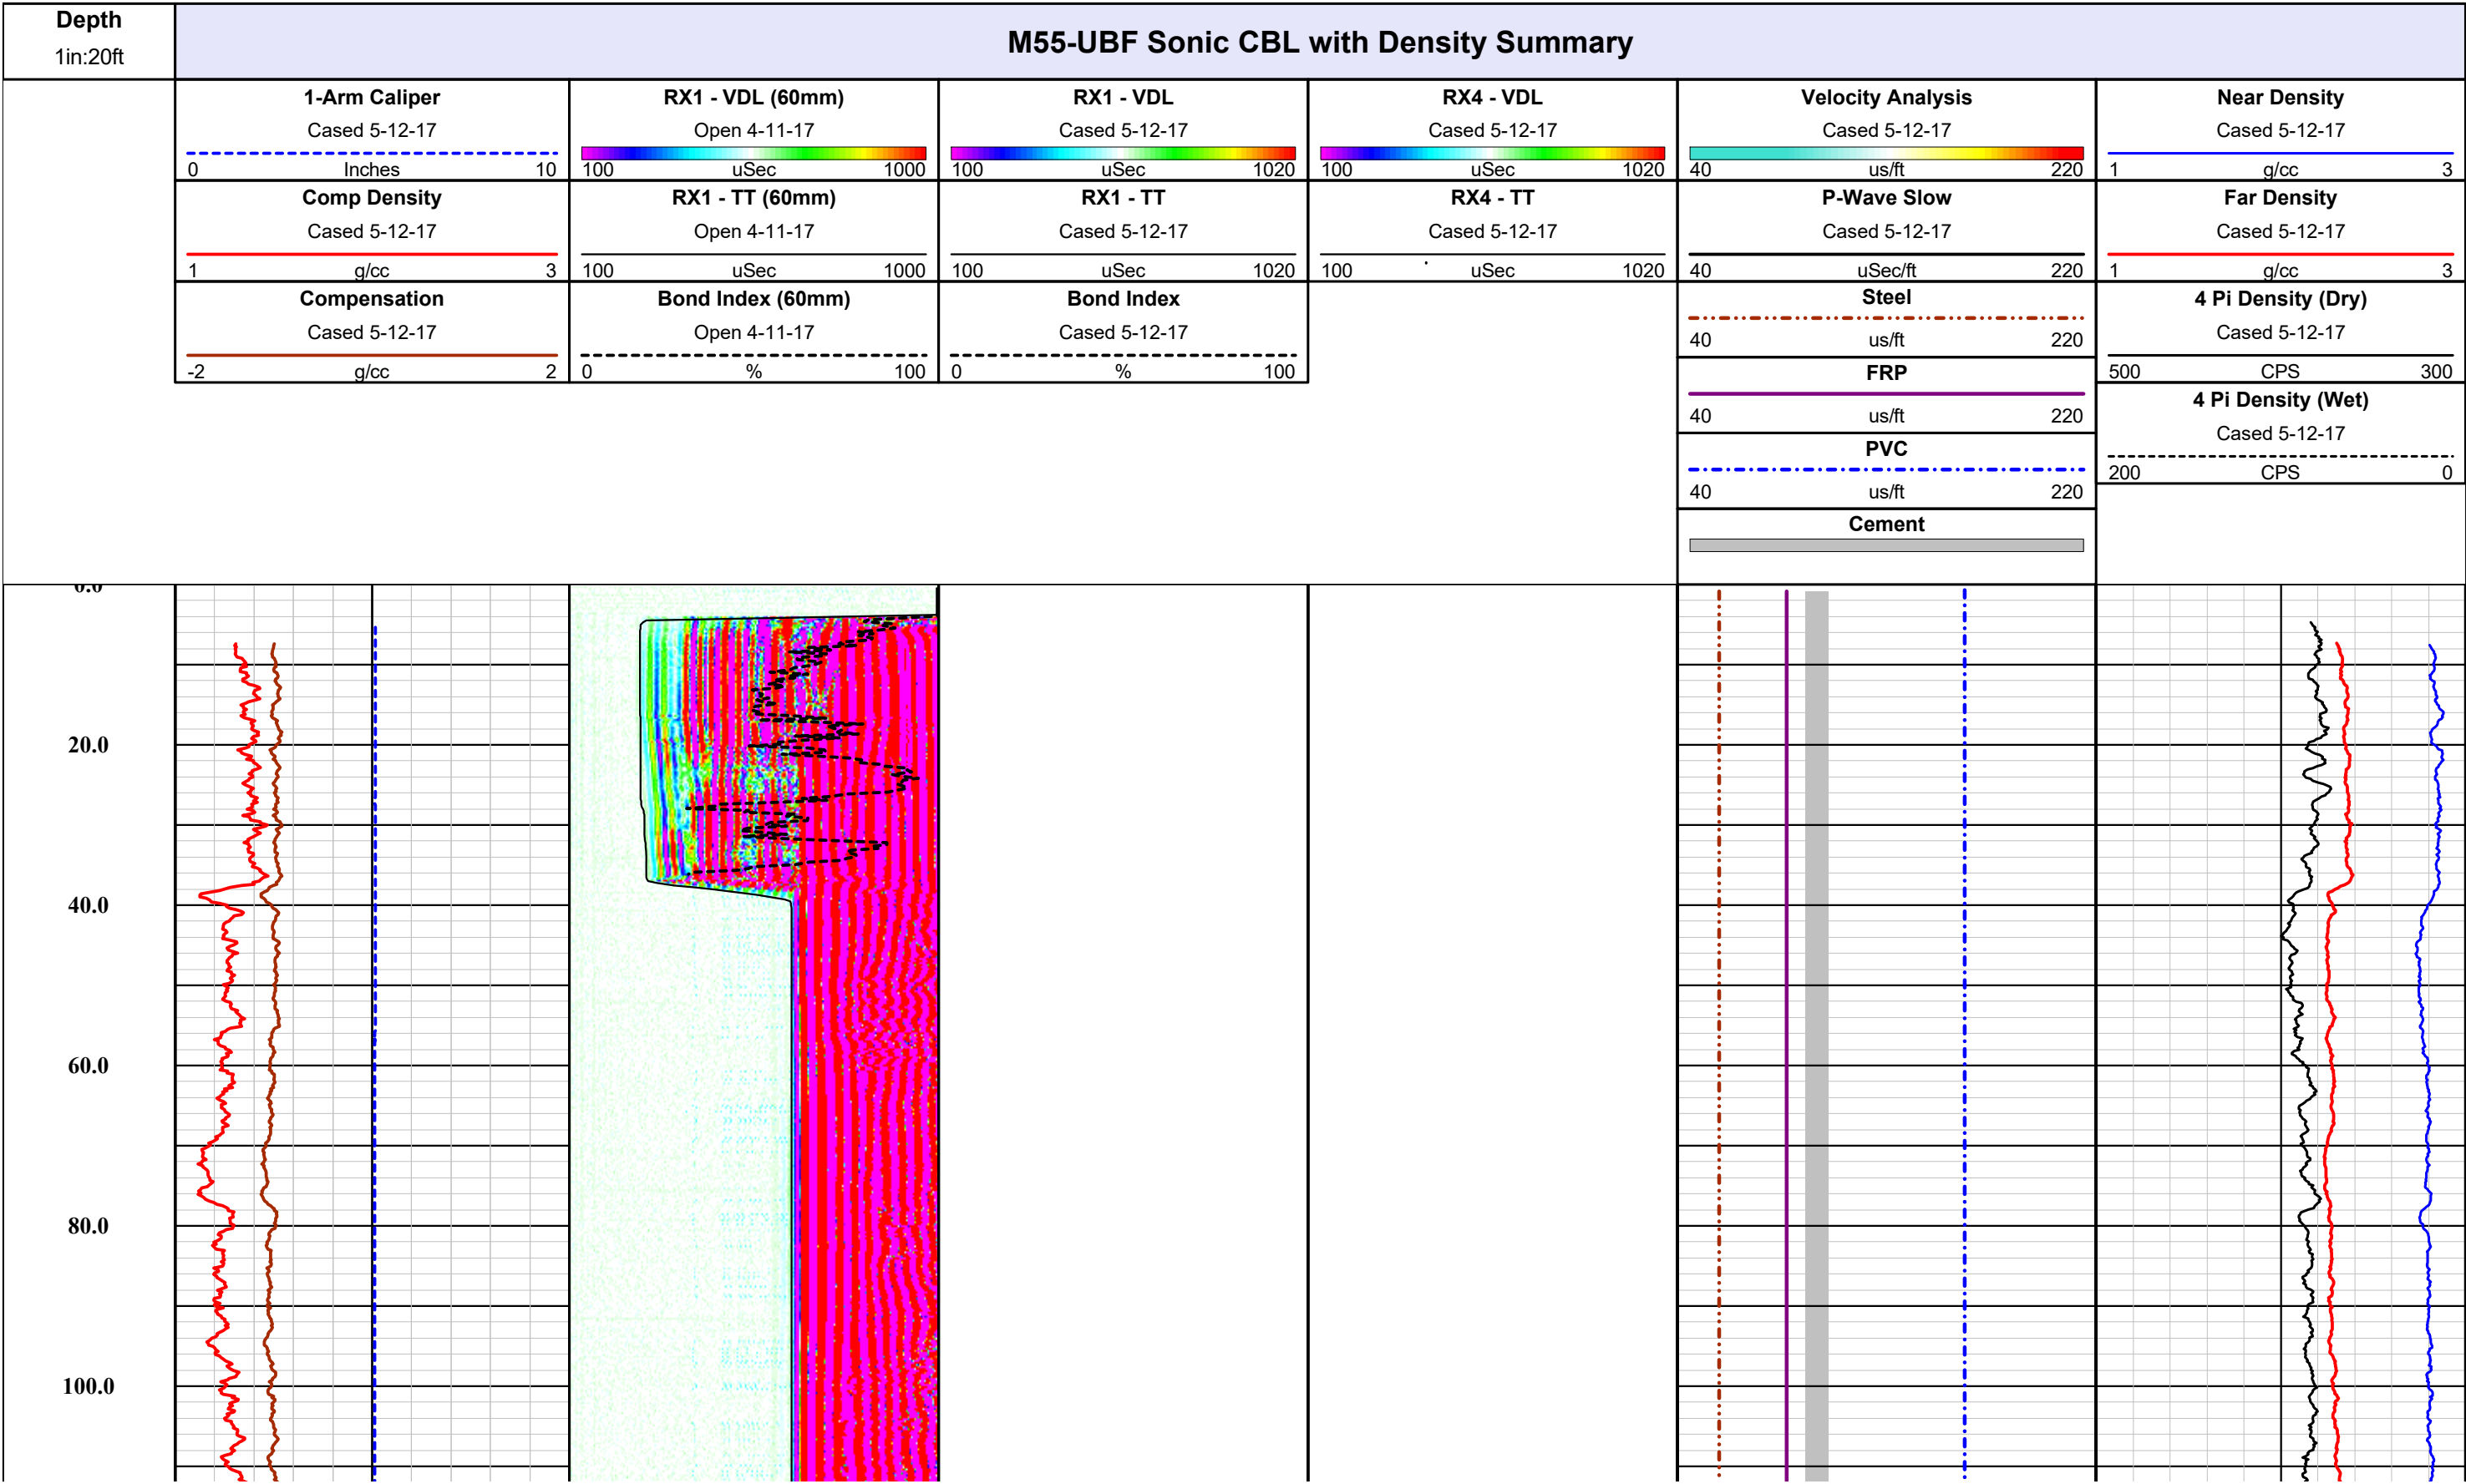 Depth
1in:20ft
M55-UBF Sonic CBL with Density Summary
1-Arm Caliper
Cased 5-12-17
0 Inches 10
Comp Density
Cased 5-12-17
1 g/cc 3
Compensation
Cased 5-12-17
-2 g/cc 2
RX1 - VDL (60mm)
Open 4-11-17
100 uSec 1000
RX1 - TT (60mm)
Open 4-11-17
100 uSec 1000
Bond Index (60mm)
Open 4-11-17
0 % 100
RX1 - VDL
Cased 5-12-17
100 uSec 1020
RX1 - TT
Cased 5-12-17
100 uSec 1020
Bond Index
Cased 5-12-17
0 % 100
RX4 - VDL
Cased 5-12-17
100 uSec 1020
RX4 - TT
Cased 5-12-17
100 uSec 1020
Velocity Analysis
Cased 5-12-17
40 us/ft 220
P-Wave Slow
Cased 5-12-17
40 uSec/ft 220
Steel
40 us/ft 220
FRP
40 us/ft 220
PVC
40 us/ft 220
Cement
Near Density
Cased 5-12-17
1 g/cc 3
Far Density
Cased 5-12-17
1 g/cc 3
4 Pi Density (Dry)
Cased 5-12-17
500 CPS 300
4 Pi Density (Wet)
Cased 5-12-17
200 CPS 0
0.0
20.0
40.0
60.0
80.0
100.0